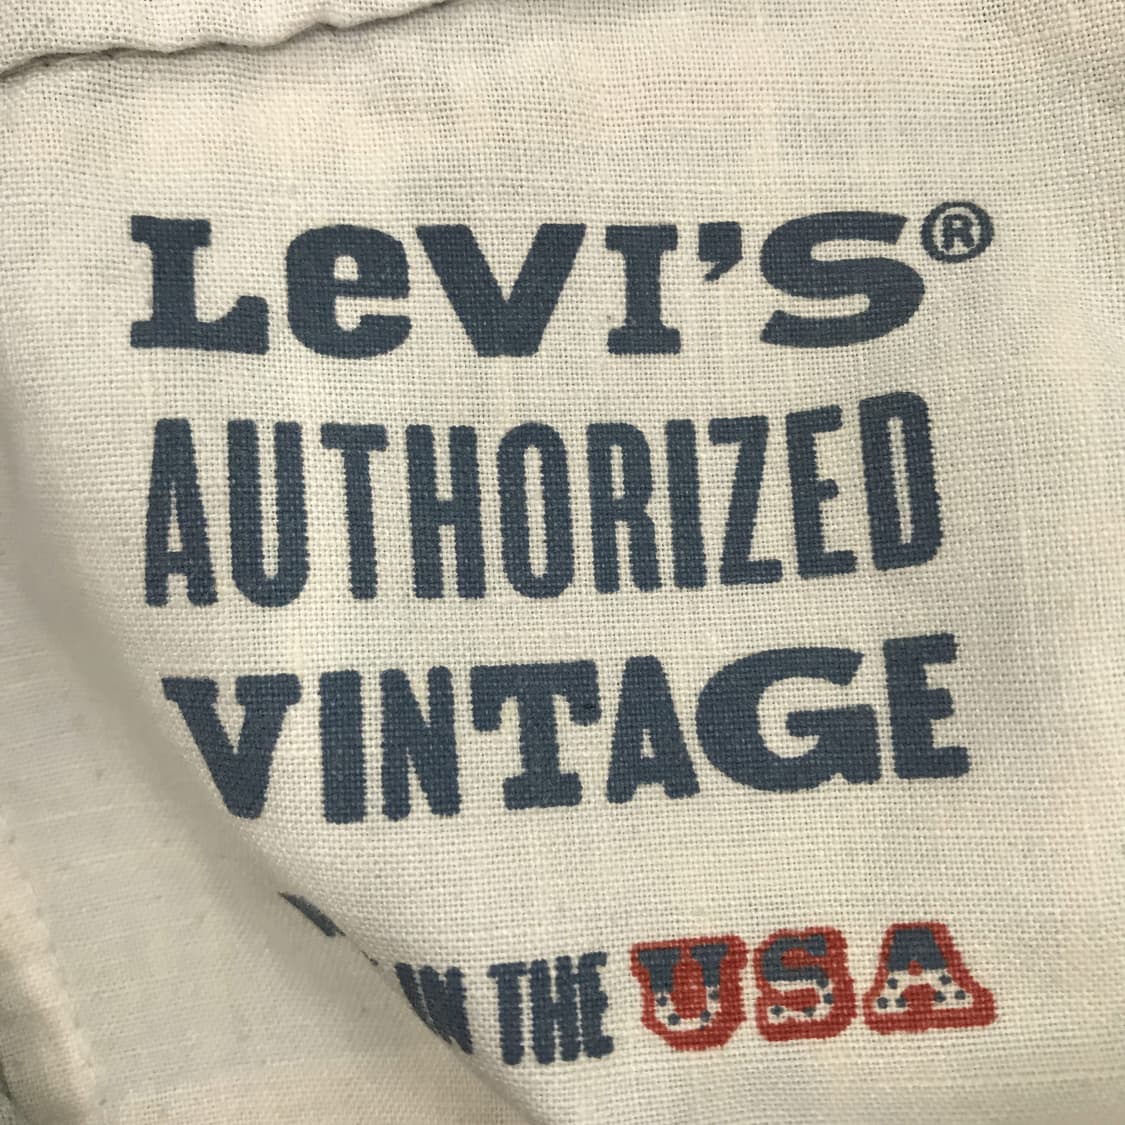 Levi's®
AUTHORIZED
VINTAGE
IN THE USA